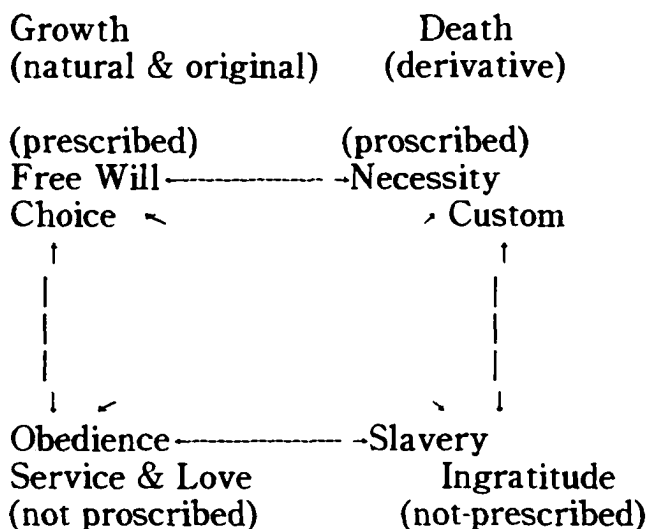 Growth Death
(natural & original) (derivative)
(prescribed) (proscribed)
Free Will Necessity
Choice Custom
Obedience Slavery
Service & Love Ingratitude
(not proscribed) (not-prescribed)